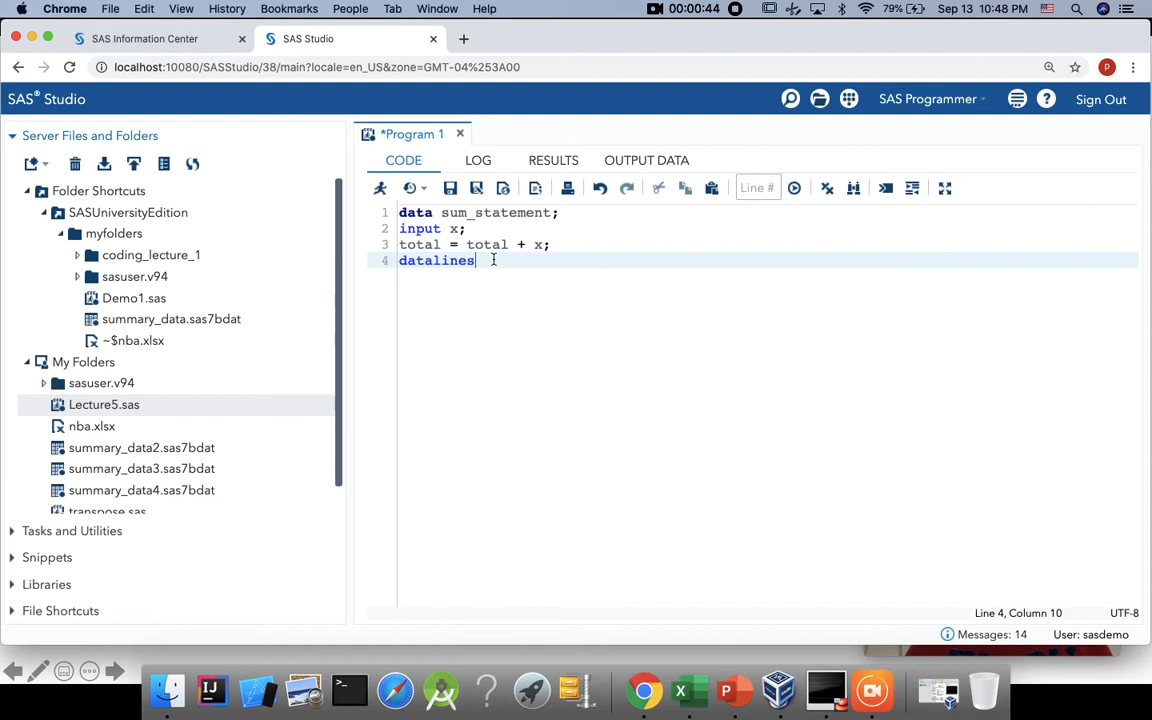 Chrome File Edit View History Bookmarks People Tab Window Help 00:00:44 79% Sep 13 10:48 PM
SAS Information Center SAS Studio
localhost:10080/SASStudio/38/main?locale=en_US&zone=GMT-04%253A00 P
SAS® Studio SAS Programmer Sign Out
Server Files and Folders
Folder Shortcuts
SASUniversityEdition
myfolders
coding_lecture_1
sasuser.v94
Demo1.sas
summary_data.sas7bdat
~$nba.xlsx
My Folders
sasuser.v94
Lecture5.sas
nba.xlsx
summary_data2.sas7bdat
summary_data3.sas7bdat
summary_data4.sas7bdat
transpose.sas
Tasks and Utilities
Snippets
Libraries
File Shortcuts
*Program 1
CODE LOG RESULTS OUTPUT DATA
Line #
1 data sum_statement;
2 input x;
3 total = total + x;
4 datalines
Line 4, Column 10 UTF-8
Messages: 14 User: sasdemo